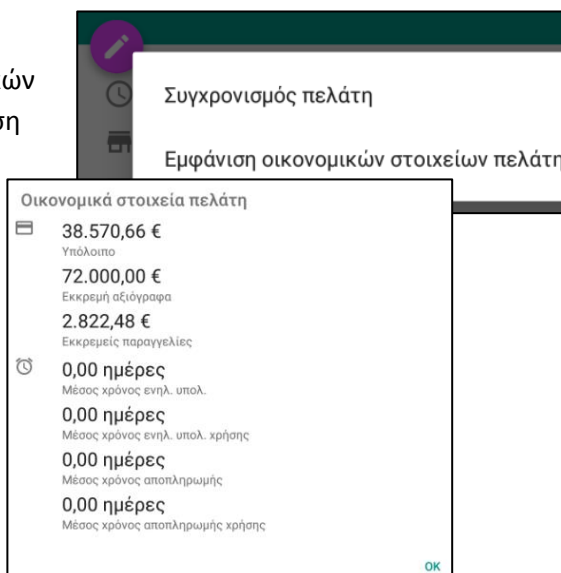 Συγχρονισμός πελάτη
Εμφάνιση οικονομικών στοιχείων πελάτη
Οικονομικά στοιχεία πελάτη
38.570,66 €
Υπόλοιπο
72.000,00 €
Εκκρεμή αξιόγραφα
2.822,48 €
Εκκρεμείς παραγγελίες
0,00 ημέρες
Μέσος χρόνος ενηλ. υπολ.
0,00 ημέρες
Μέσος χρόνος ενηλ. υπολ. χρήσης
0,00 ημέρες
Μέσος χρόνος αποπληρωμής
0,00 ημέρες
Μέσος χρόνος αποπληρωμής χρήσης
OK